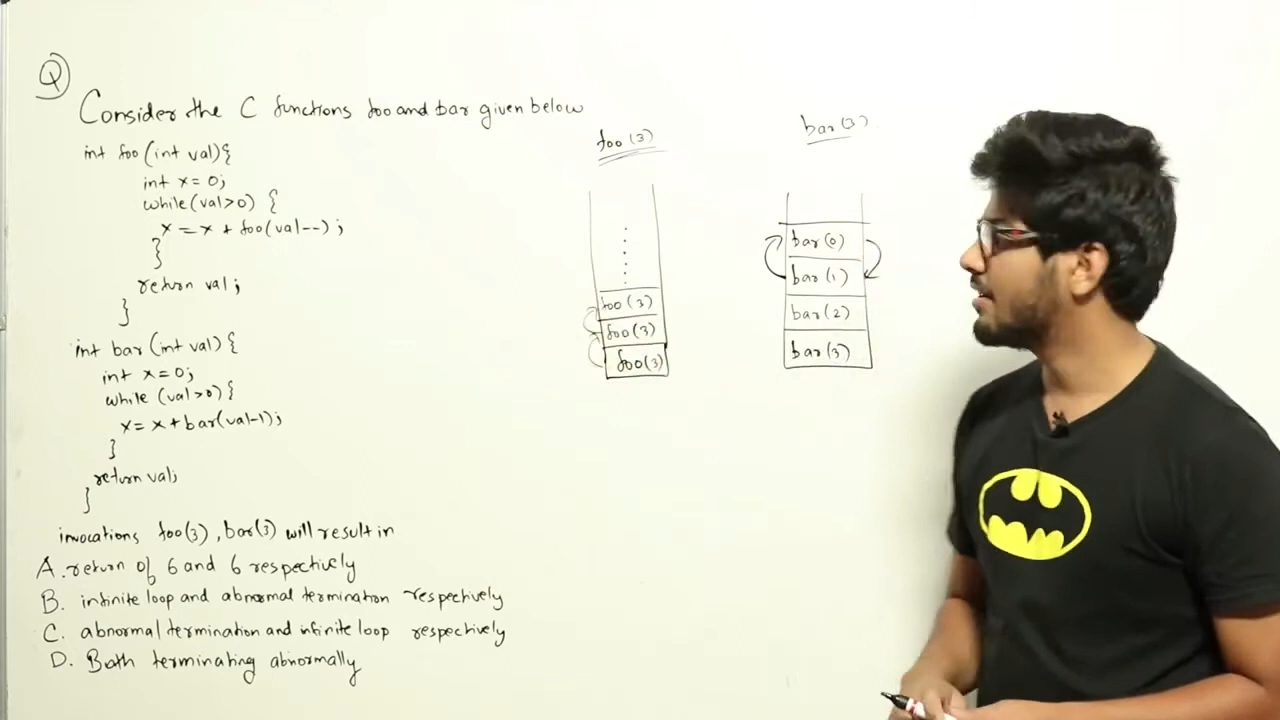 Q)
Consider the C functions foo and bar given below
int foo (int val){
int x=0;
while(val>0) {
x=x + foo(val--);
}
return val;
}
int bar (int val){
int x=0;
while (val>0){
x=x+bar(val-1);
}
return val;
}
invocations foo(3), bar(3) will result in
A. return of 6 and 6 respectively
B. infinite loop and abnormal termination respectively
C. abnormal termination and infinite loop respectively
D. Both terminating abnormally
foo(3)
foo(3)
foo(3)
foo(3)
bar(3)
bar(0)
bar(1)
bar(2)
bar(3)